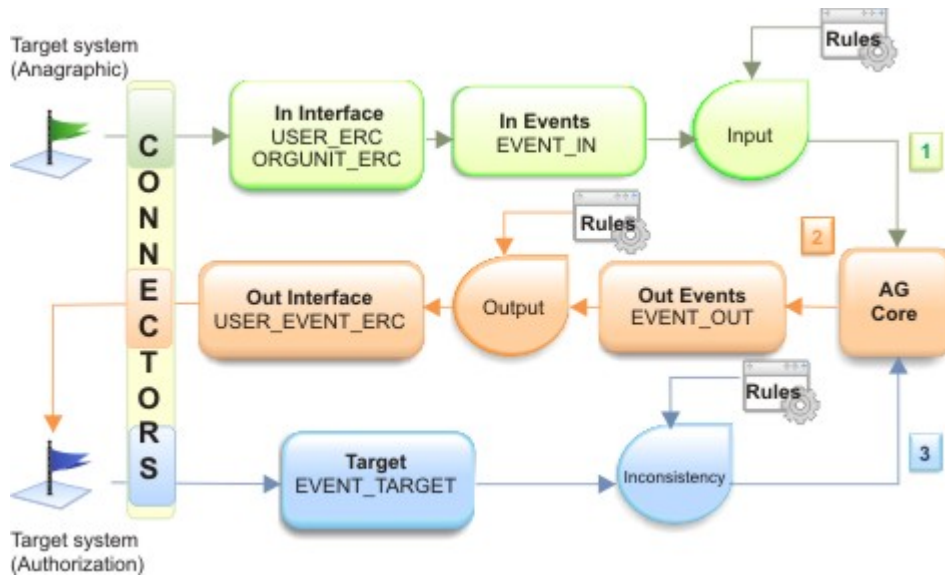 Target system
(Anagraphic)
Rules
CONNECTORS
In Interface
USER_ERC
ORGUNIT_ERC
In Events
EVENT_IN
Input
1
Rules
2
Out Interface
USER_EVENT_ERC
Output
Out Events
EVENT_OUT
AG
Core
Rules
3
Target
EVENT_TARGET
Inconsistency
Target system
(Authorization)